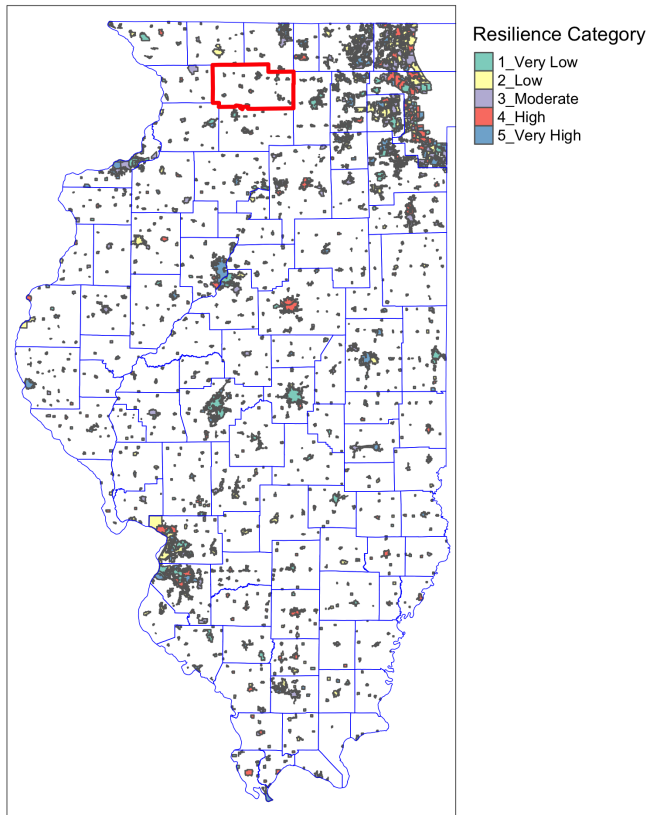 Resilience Category
1_Very Low
2_Low
3_Moderate
4_High
5_Very High